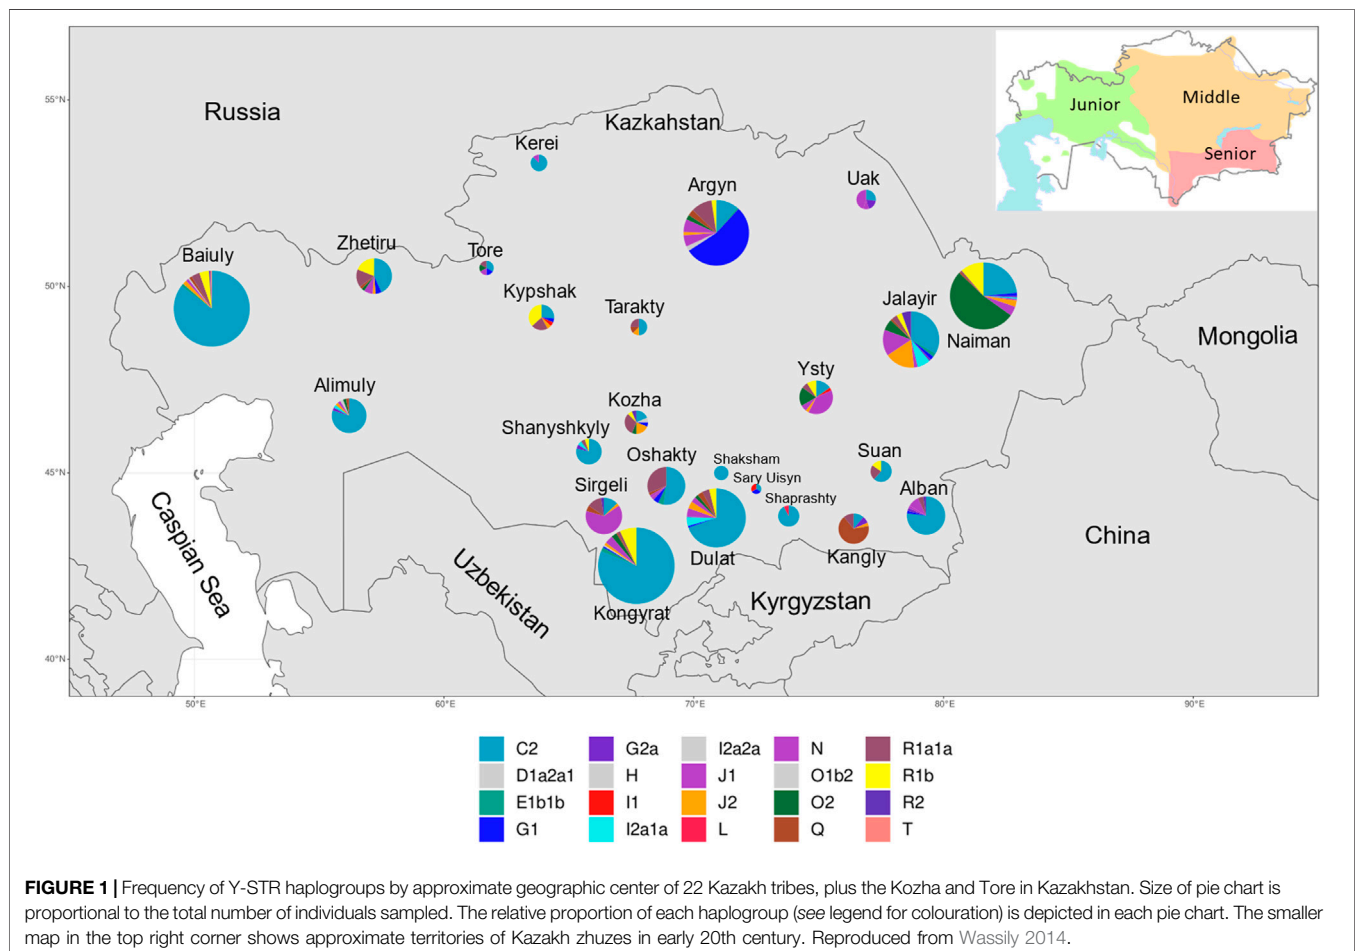 Russia
Kazkahstan
Junior
Middle
Senior
55°N
50°N
45°N
40°N
Kerei
Argyn
Uak
Baiuly
Zhetiru
Tore
Kypshak
Tarakty
Jalayir
Naiman
Mongolia
Alimuly
Ysty
Kozha
Shanyshkyly
Oshakty
Shaksham
Sary Uisyn
Shaprashty
Suan
Alban
Sirgeli
Dulat
Kangly
China
Caspian Sea
Uzbekistan
Kongyrat
Kyrgyzstan
50°E
60°E
70°E
80°E
90°E
C2 G2a I2a2a N R1a1a
D1a2a1 H J1 O1b2 R1b
E1b1b I1 J2 O2 R2
G1 I2a1a L Q T
FIGURE 1 | Frequency of Y-STR haplogroups by approximate geographic center of 22 Kazakh tribes, plus the Kozha and Tore in Kazakhstan. Size of pie chart is
proportional to the total number of individuals sampled. The relative proportion of each haplogroup (see legend for colouration) is depicted in each pie chart. The smaller
map in the top right corner shows approximate territories of Kazakh zhuzes in early 20th century. Reproduced from Wassily 2014.